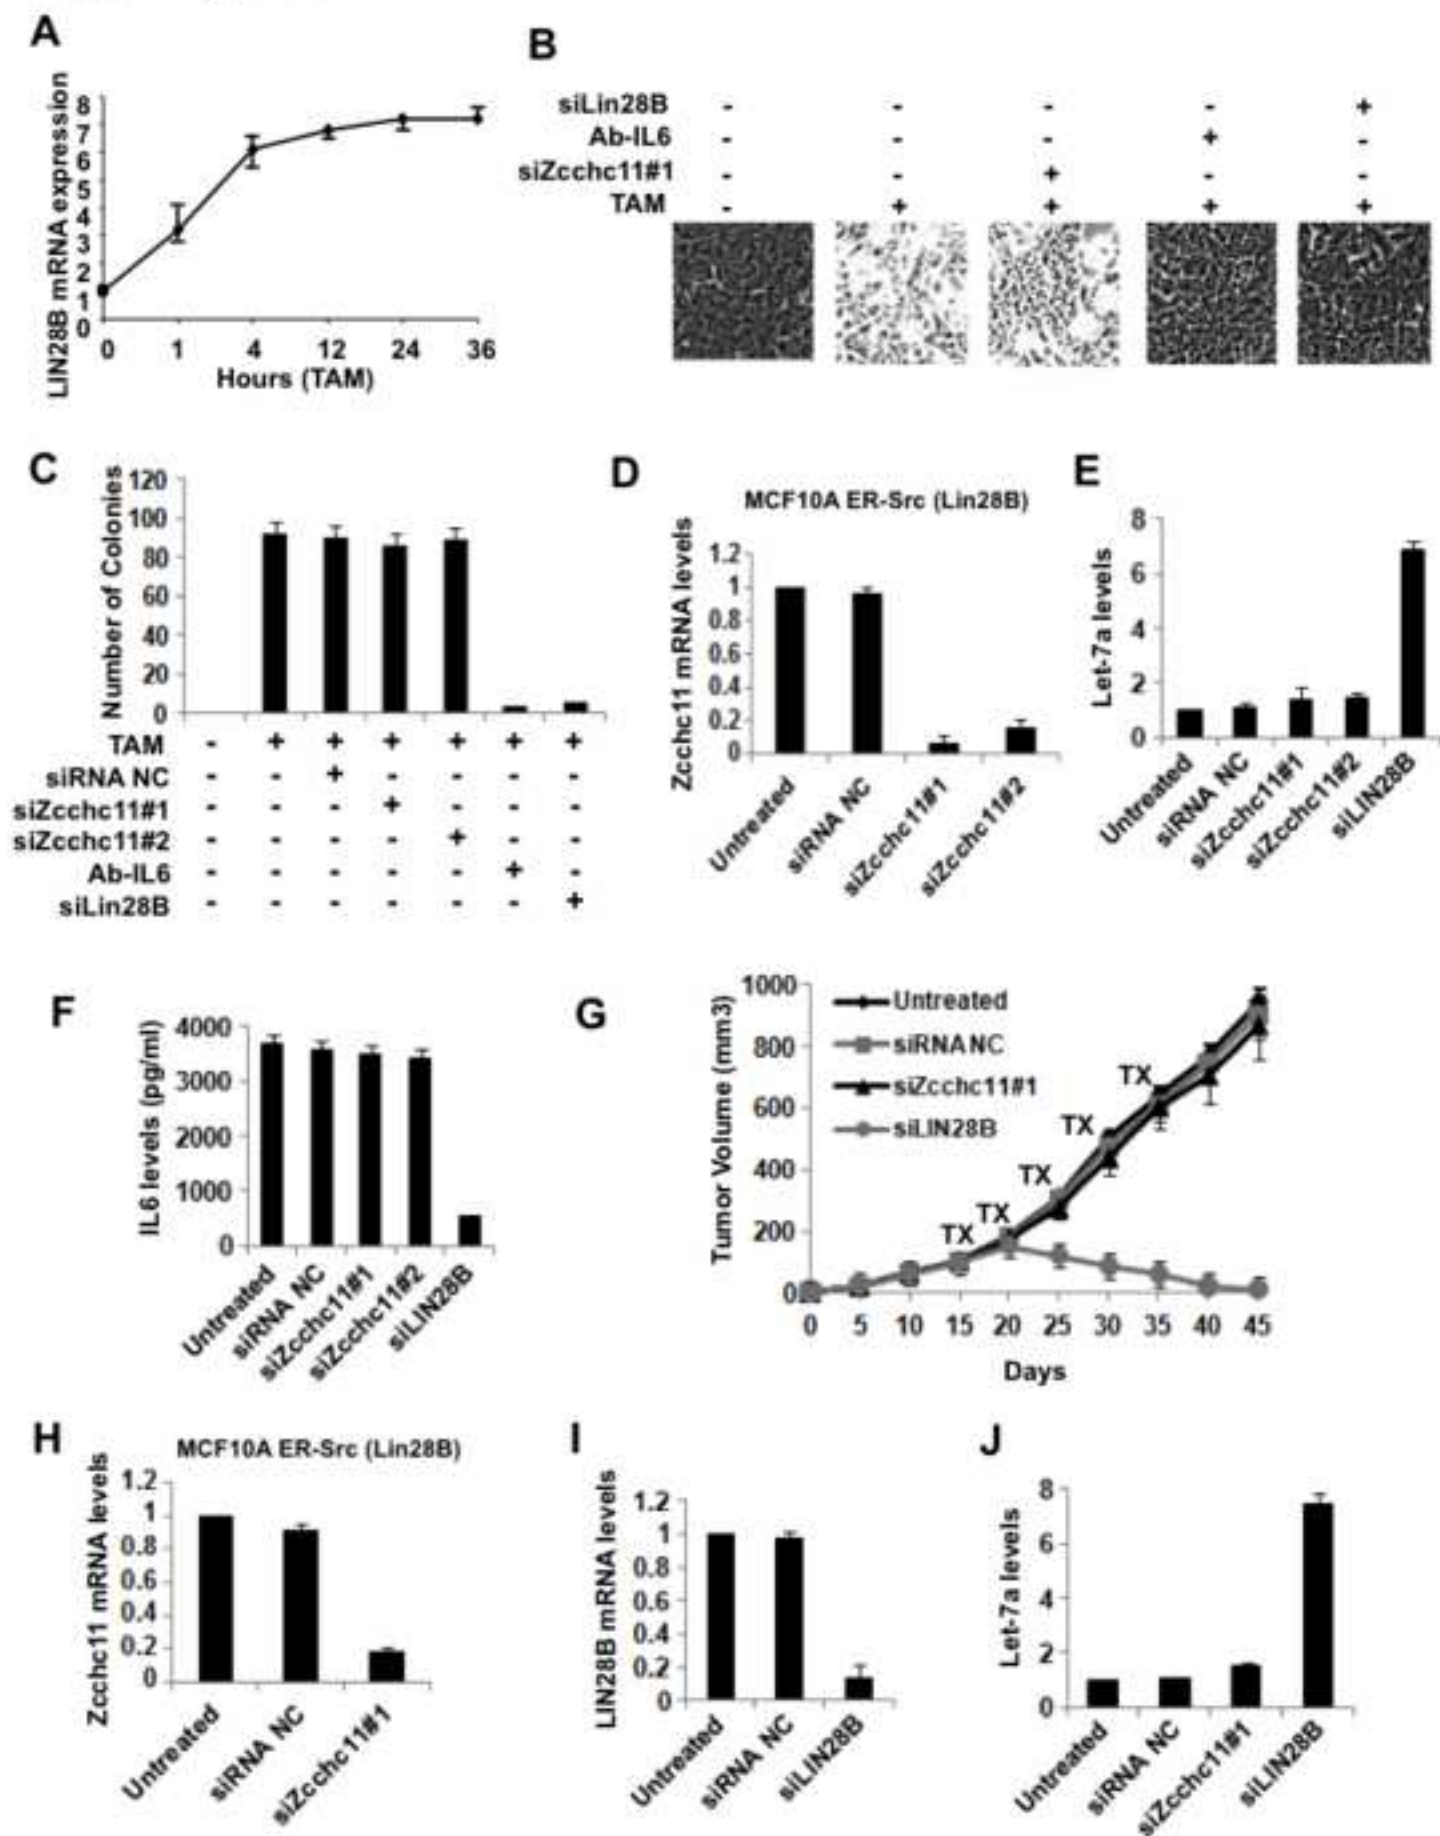 A
LIN28B mRNA expression
8
7
6
5
4
3
2
1
0
0 1 4 12 24 36
Hours (TAM)
B
siLin28B - - - - +
Ab-IL6 - - - + -
siZcchc11#1 - - + - -
TAM - + + + +
C
Number of Colonies
120
100
80
60
40
20
0
TAM - + + + + + +
siRNA NC - - + - - - -
siZcchc11#1 - - - + - - -
siZcchc11#2 - - - - + - -
Ab-IL6 - - - - - + -
siLin28B - - - - - - +
D
MCF10A ER-Src (Lin28B)
Zcchc11 mRNA levels
1.2
1
0.8
0.6
0.4
0.2
0
Untreated
siRNA NC
siZcchc11#1
siZcchc11#2
E
Let-7a levels
8
6
4
2
0
Untreated
siRNA NC
siZcchc11#1
siZcchc11#2
siLIN28B
F
IL6 levels (pg/ml)
4000
3000
2000
1000
0
Untreated
siRNA NC
siZcchc11#1
siZcchc11#2
siLIN28B
G
Tumor Volume (mm3)
1000
800
600
400
200
0
Untreated
siRNA NC
siZcchc11#1
siLIN28B
TX TX TX TX TX
0 5 10 15 20 25 30 35 40 45
Days
H
MCF10A ER-Src (Lin28B)
Zcchc11 mRNA levels
1.2
1
0.8
0.6
0.4
0.2
0
Untreated
siRNA NC
siZcchc11#1
I
LIN28B mRNA levels
1.2
1
0.8
0.6
0.4
0.2
0
Untreated
siRNA NC
siLIN28B
J
Let-7a levels
8
6
4
2
0
Untreated
siRNA NC
siZcchc11#1
siLIN28B